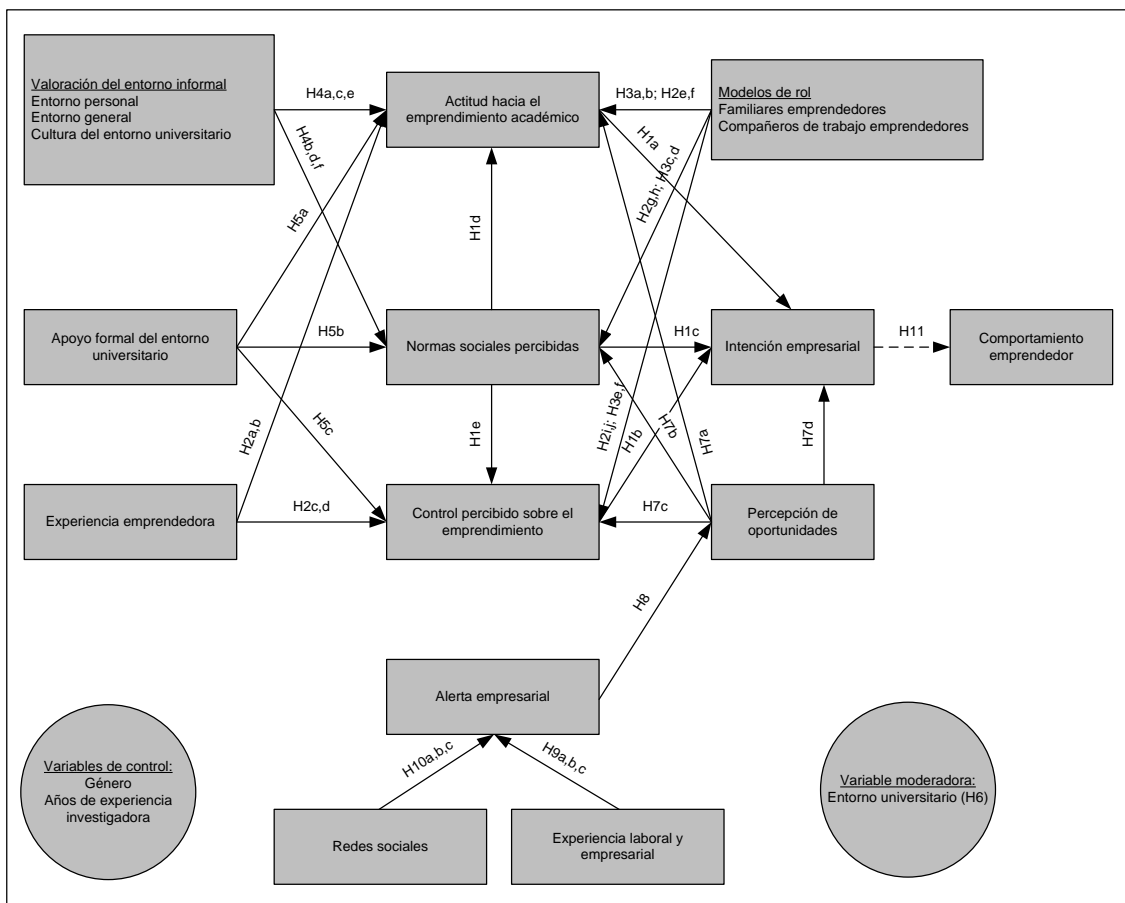 Valoración del entorno informal
Entorno personal
Entorno general
Cultura del entorno universitario
H4a,c,e
Actitud hacia el
emprendimiento académico
H3a,b; H2e,f
Modelos de rol
Familiares emprendedores
Compañeros de trabajo emprendedores
H4b,d,f
H1a
H2g,h; H3c,d
H5a
H1d
Apoyo formal del entorno
universitario
H5b
Normas sociales percibidas
H1c
Intención empresarial
H11
Comportamiento
emprendedor
H2a,b
H5c
H1e
H2i,j; H3e,f
H1b
H7b
H7a
H7d
Experiencia emprendedora
H2c,d
Control percibido sobre el
emprendimiento
H7c
Percepción de
oportunidades
H8
Alerta empresarial
H10a,b,c
H9a,b,c
Variables de control:
Género
Años de experiencia
investigadora
Redes sociales
Experiencia laboral y
empresarial
Variable moderadora:
Entorno universitario (H6)